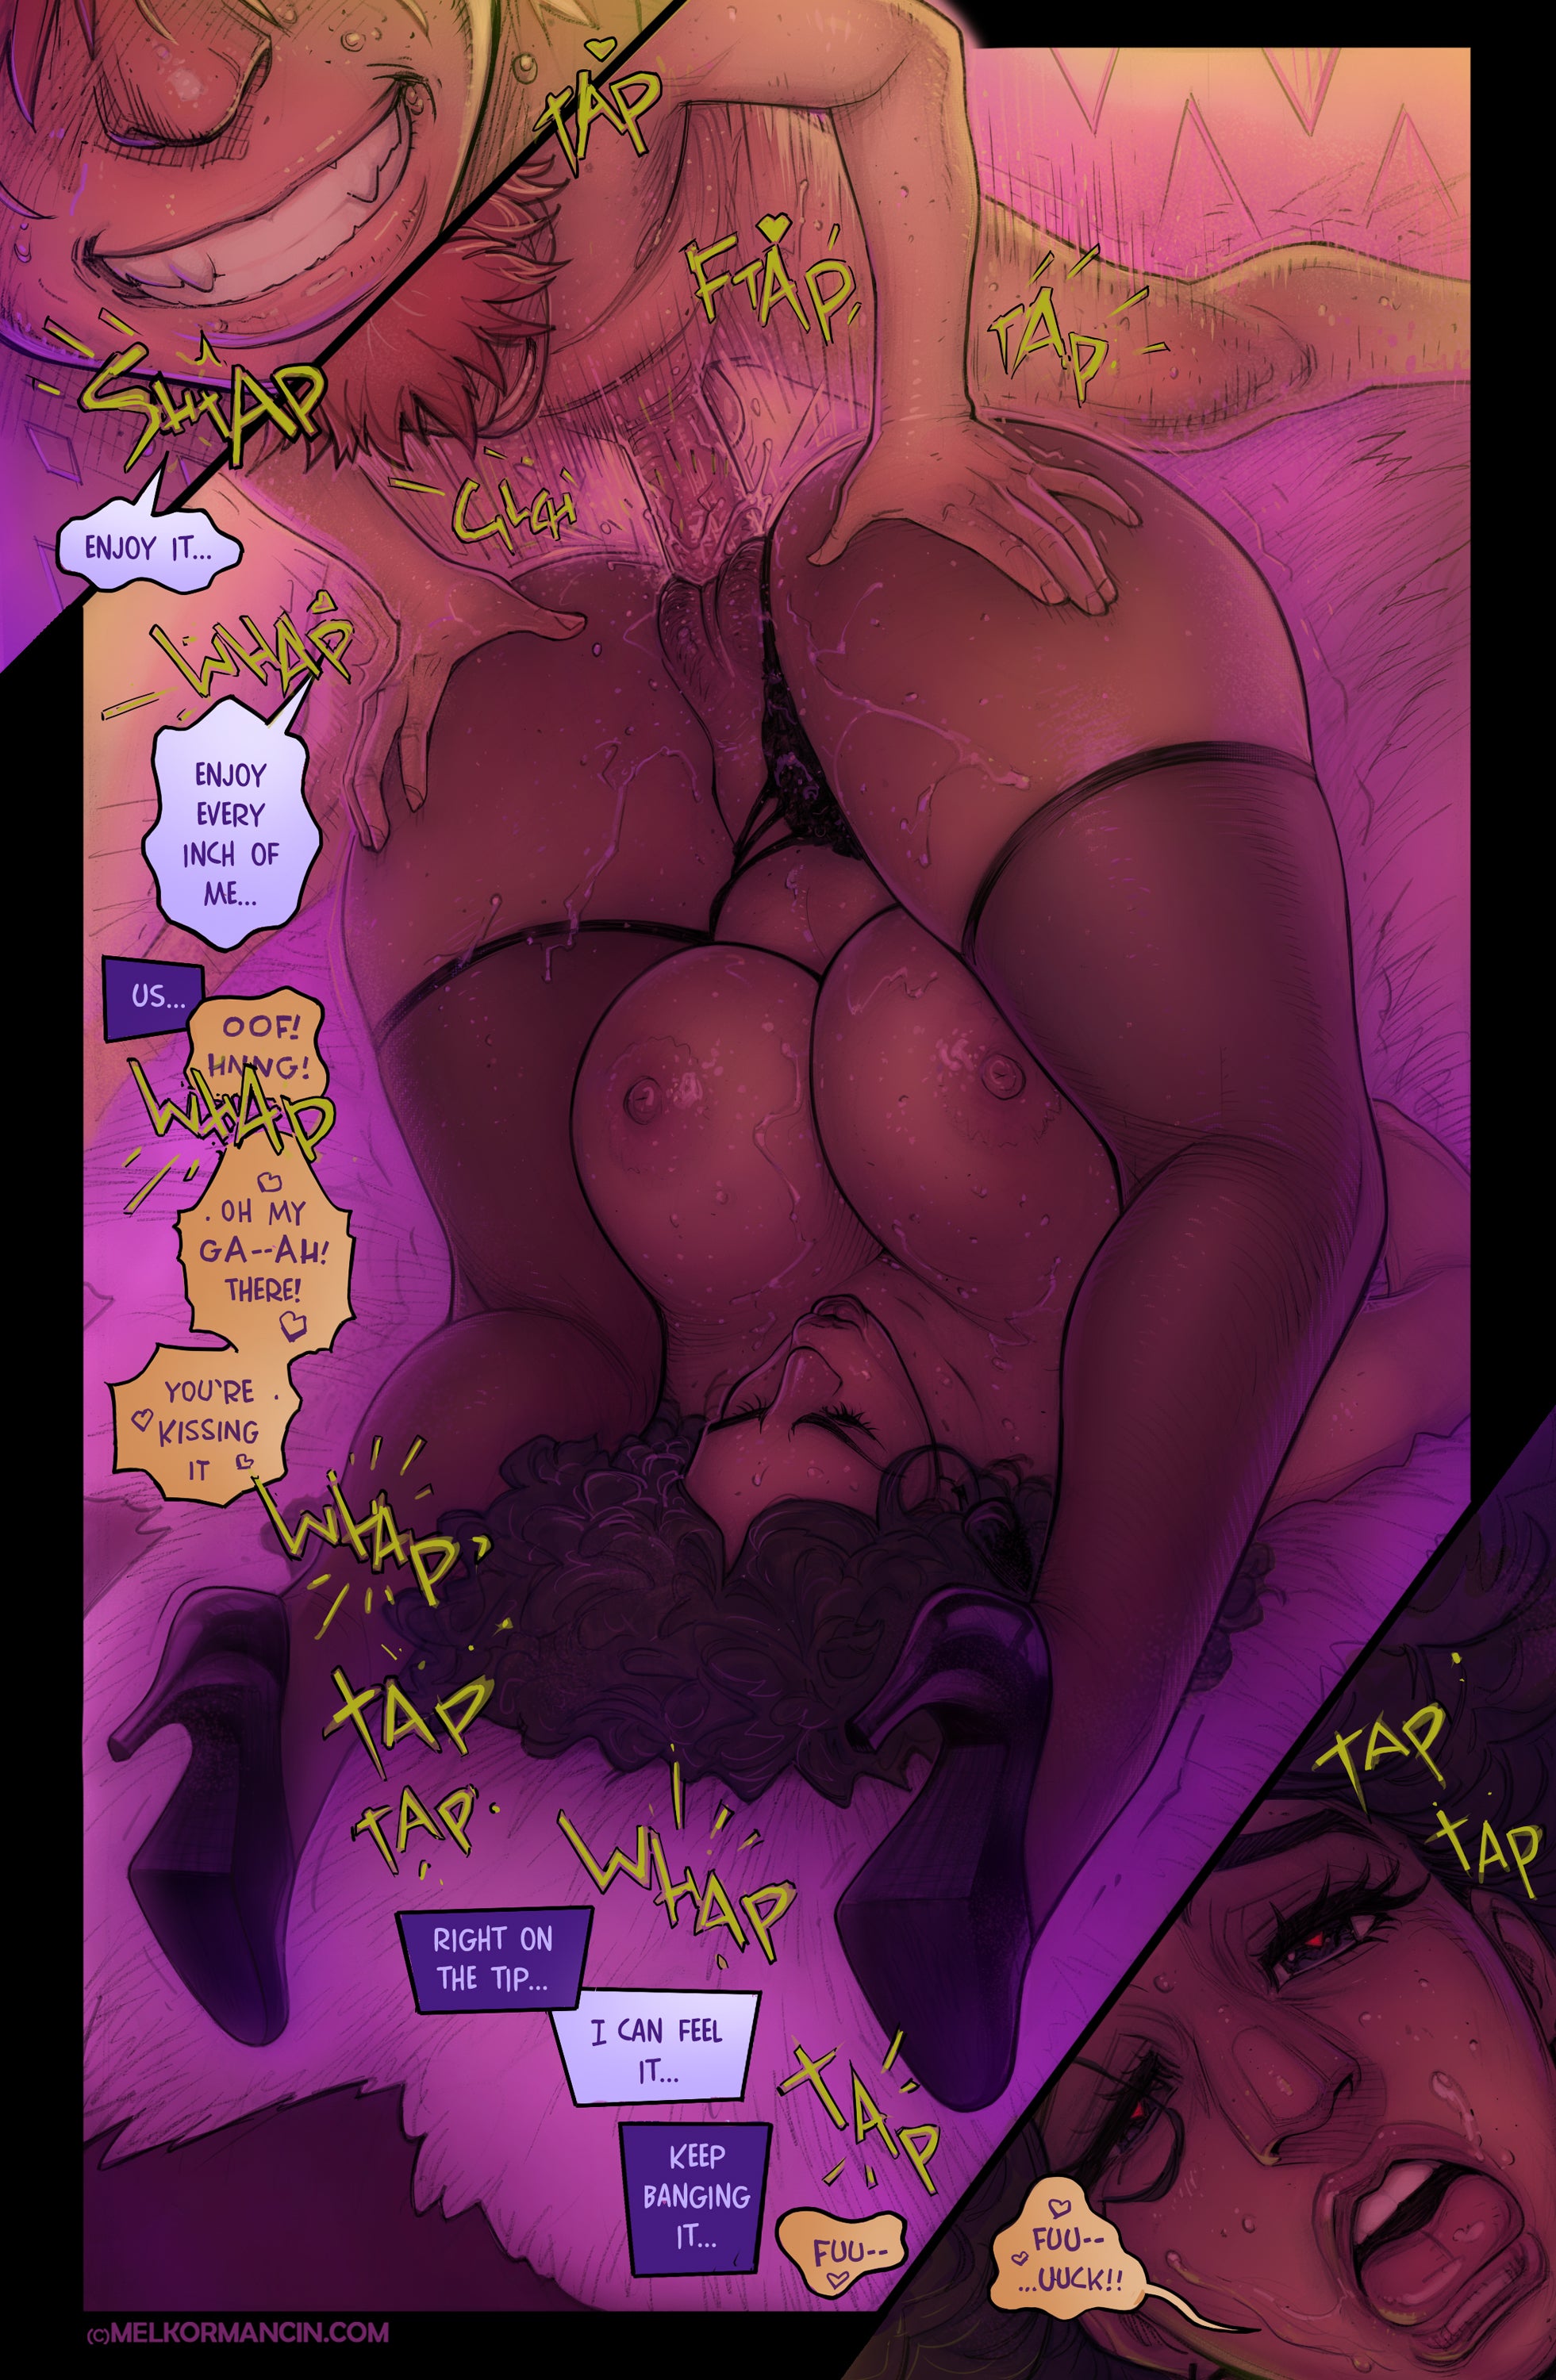 TAP
FTAP
TAP
SHTAP
GLCH
ENJOY IT...
WHAP
ENJOY
EVERY
INCH OF
ME...
US...
OOF!
HNNG!
WHAP
OH MY
GA--AH!
THERE!
YOU'RE
KISSING
IT
WHAP
TAP
TAP
WHAP
RIGHT ON
THE TIP...
I CAN FEEL
IT...
TAP
KEEP
BANGING
IT...
FUU--
TAP
TAP
FUU--
...UUCK!!
(C)MELKORMANCIN.COM